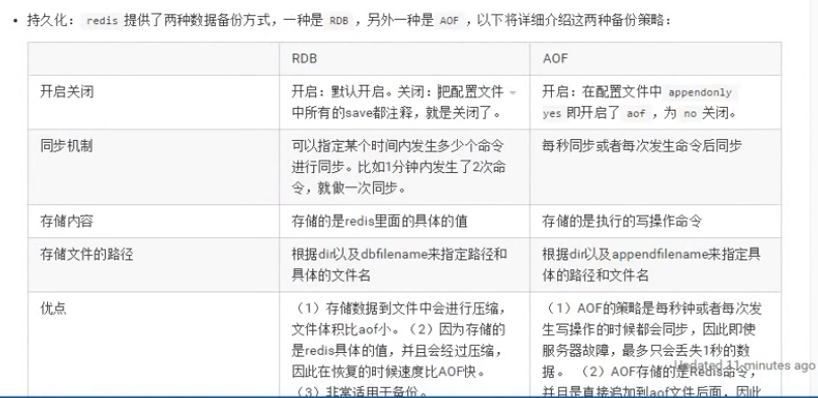 • 持久化：redis 提供了两种数据备份方式，一种是 RDB ，另外一种是 AOF ，以下将详细介绍这两种备份策略：
RDB AOF
开启关闭
开启：默认开启。关闭：把配置文件
中所有的save都注释，就是关闭了。
开启：在配置文件中 appendonly
yes 即开启了 aof ，为 no 关闭。
同步机制
可以指定某个时间内发生多少个命令
进行同步。比如1分钟内发生了2次命
令，就做一次同步。
每秒同步或者每次发生命令后同步
存储内容
存储的是redis里面的具体的值
存储的是执行的写操作命令
存储文件的路径
根据dir以及dbfilename来指定路径和
具体的文件名
根据dir以及appendfilename来指定具
体的路径和文件名
优点
（1）存储数据到文件中会进行压缩，
文件体积比aof小。（2）因为存储的
是redis具体的值，并且会经过压缩，
因此在恢复的时候速度比AOF快。
（3）非常适用于备份。
（1）AOF的策略是每秒钟或者每次发
生写操作的时候都会同步，因此即使
服务器故障，最多只会丢失1秒的数
据。（2）AOF存储的是Redis命令，
并且是直接追加到aof文件后面，因此
Updated 11 minutes ago